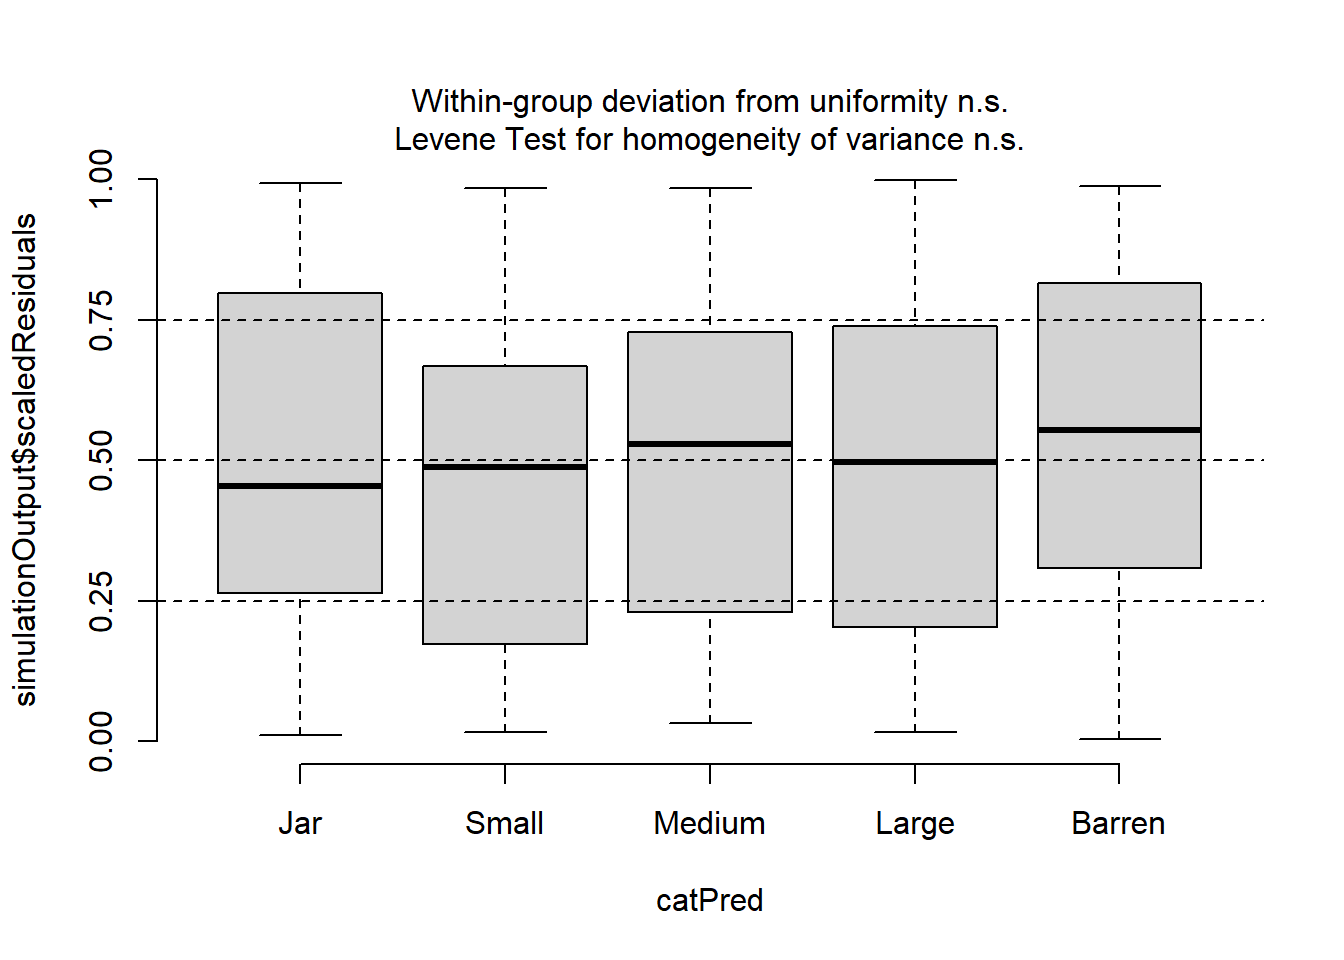 Within-group deviation from uniformity n.s.
Levene Test for homogeneity of variance n.s.
simulationOutput$scaledResiduals
1.00
0.75
0.50
0.25
0.00
Jar Small Medium Large Barren
catPred